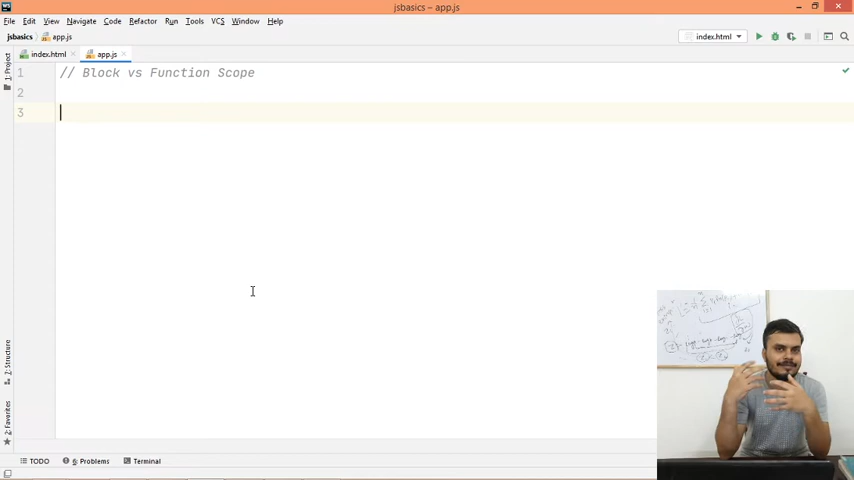 jsbasics – app.js
File Edit View Navigate Code Refactor Run Tools VCS Window Help
jsbasics app.js
index.html
index.html app.js
1: Project
1 // Block vs Function Scope
2
3
7: Structure
2: Favorites
TODO 6: Problems Terminal